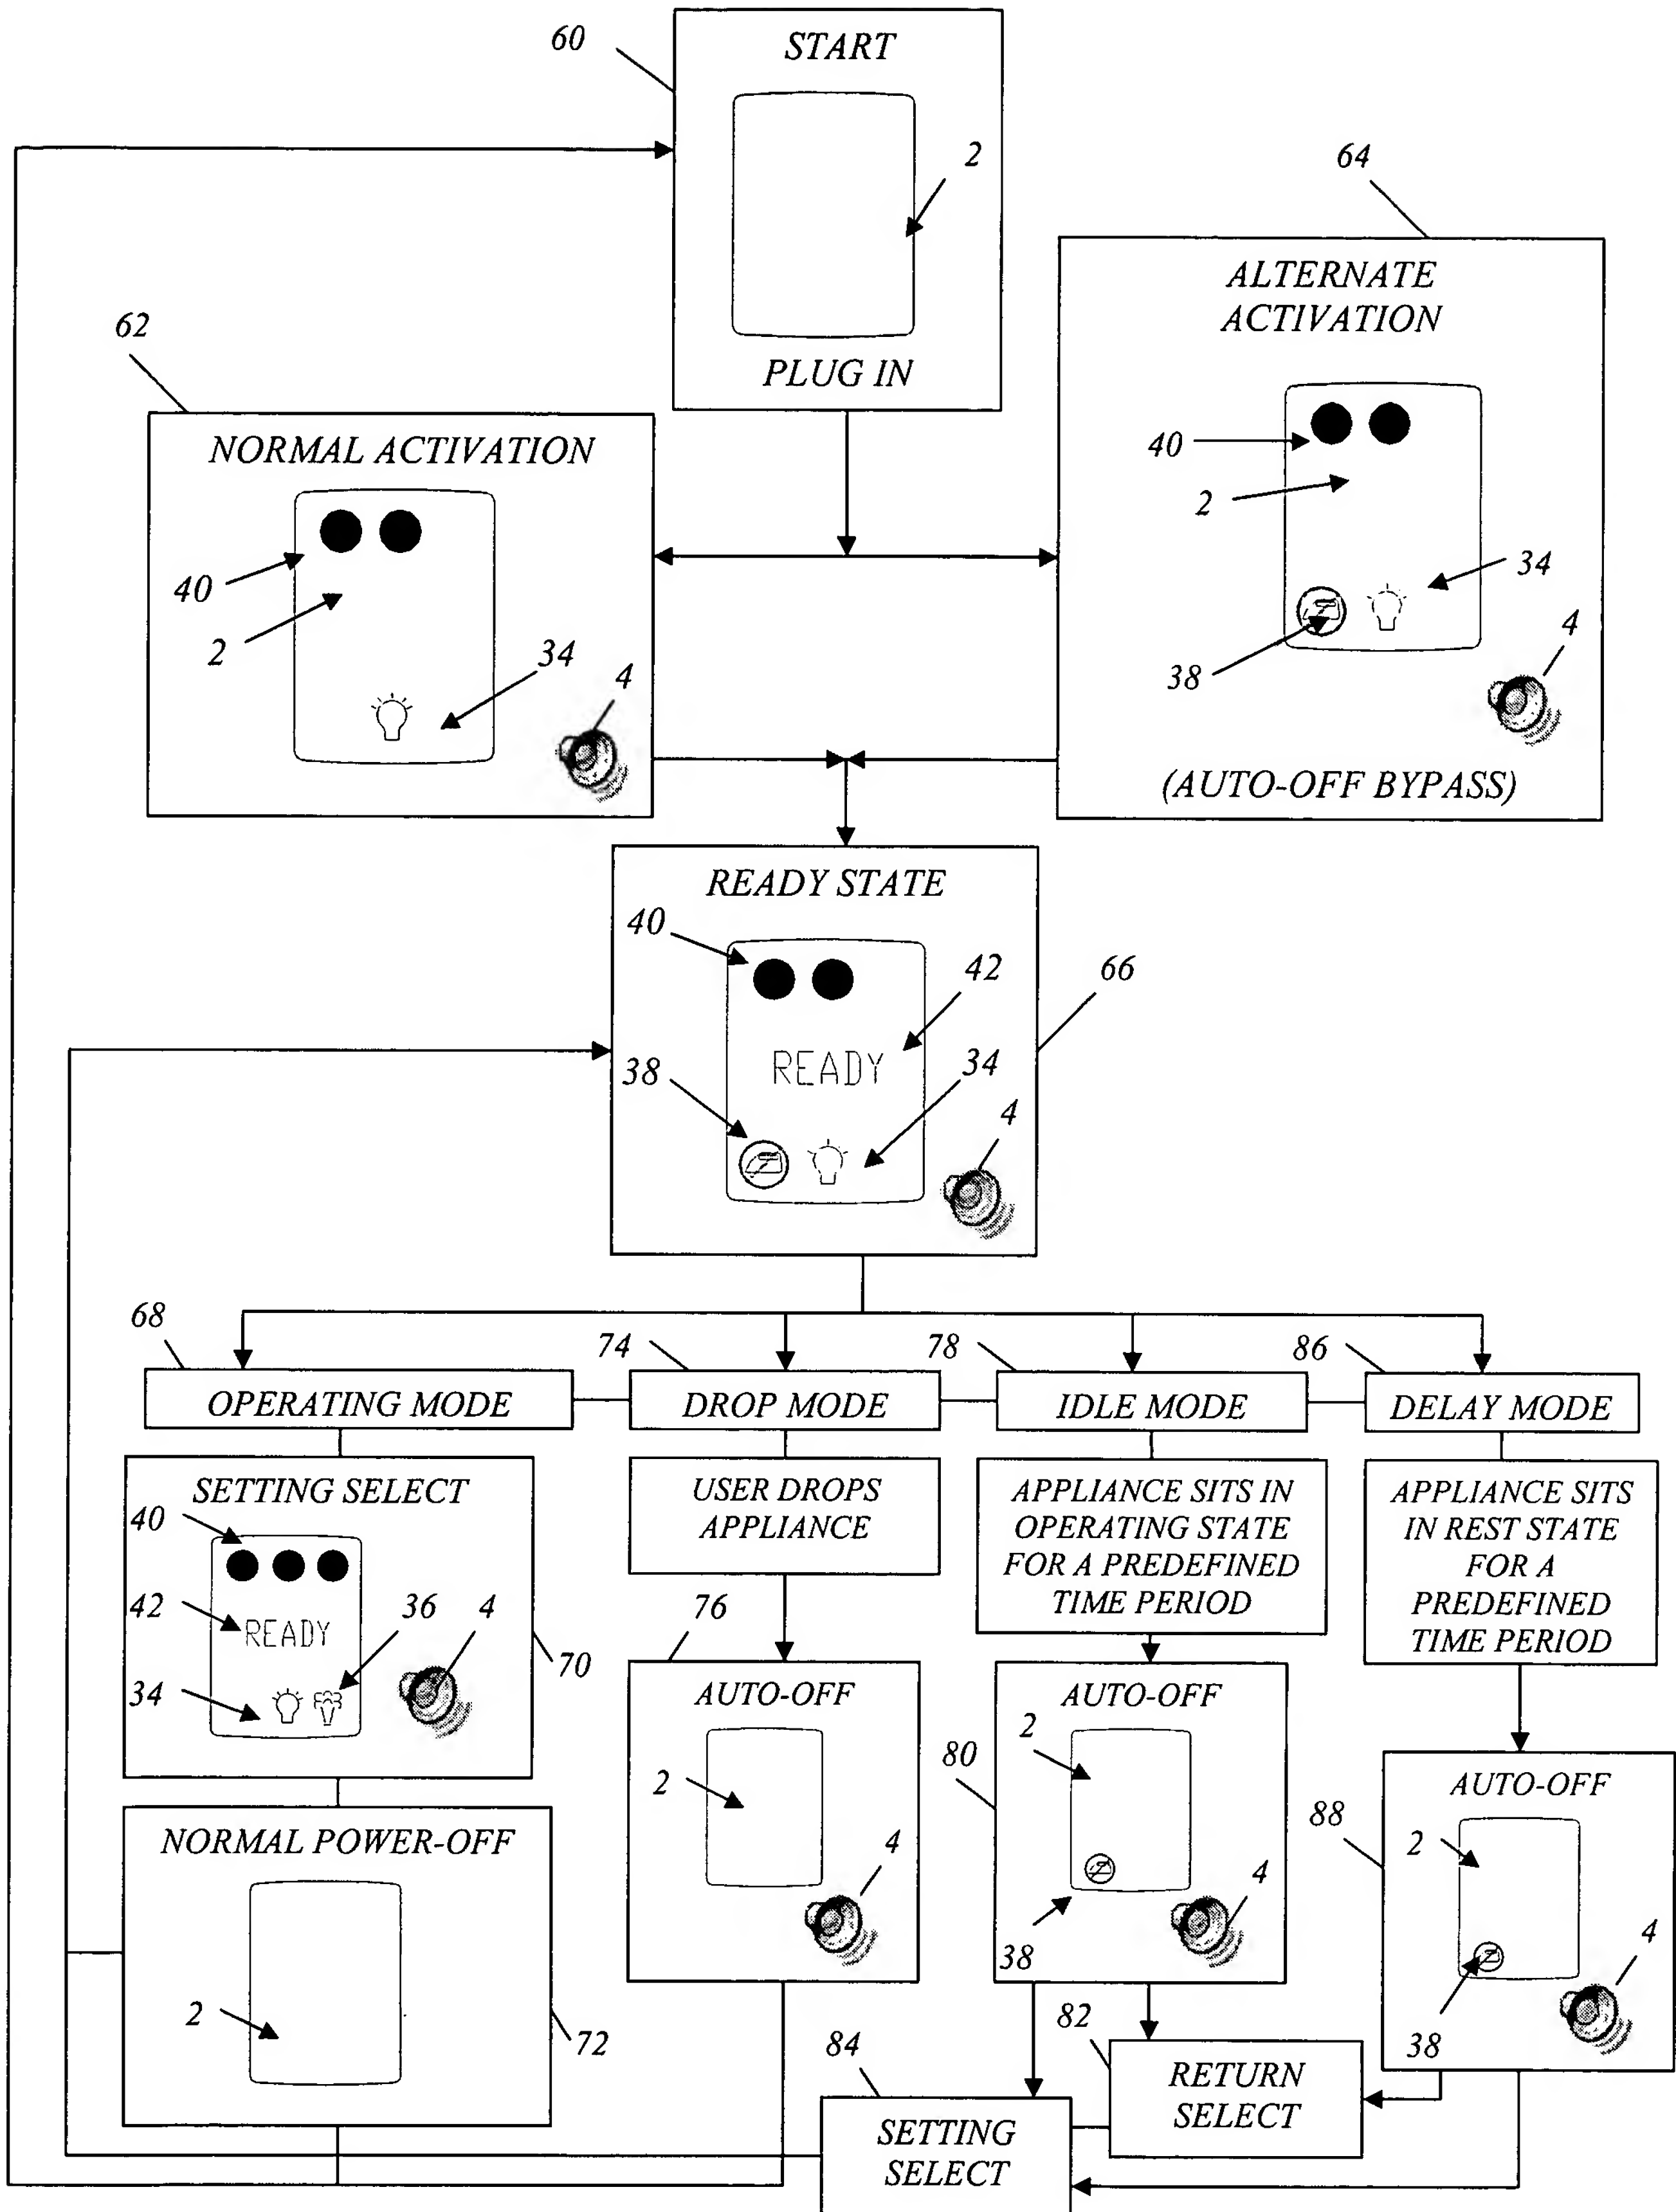 60
START
2
PLUG IN
64
ALTERNATE
ACTIVATION
40
2
34
38
4
(AUTO-OFF BYPASS)
62
NORMAL ACTIVATION
40
2
34
4
READY STATE
40
42
66
READY
38
34
4
68
74
78
86
OPERATING MODE
DROP MODE
IDLE MODE
DELAY MODE
SETTING SELECT
40
42
READY
36
4
34
70
USER DROPS
APPLIANCE
APPLIANCE SITS IN
OPERATING STATE
FOR A PREDEFINED
TIME PERIOD
APPLIANCE SITS
IN REST STATE
FOR A
PREDEFINED
TIME PERIOD
76
AUTO-OFF
2
4
AUTO-OFF
2
80
4
38
AUTO-OFF
2
88
4
38
NORMAL POWER-OFF
2
72
82
RETURN
SELECT
84
SETTING
SELECT